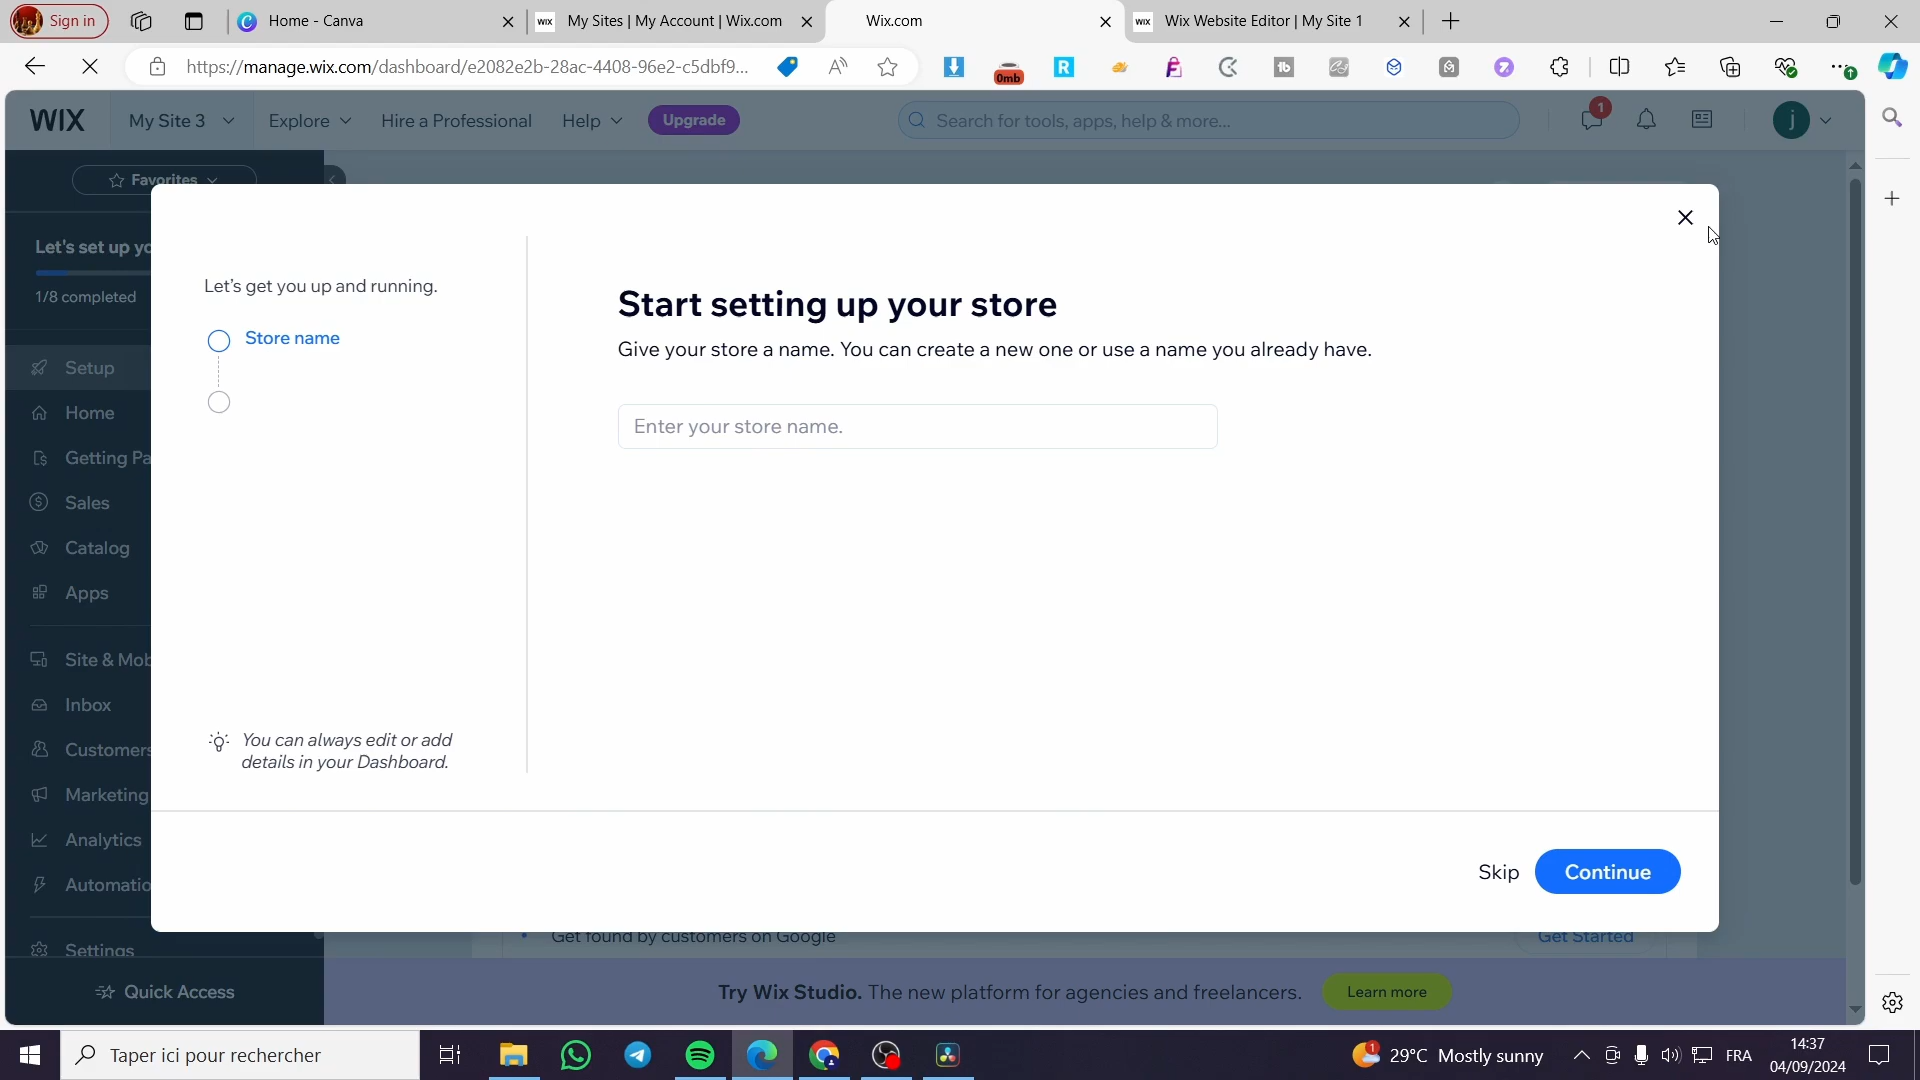 Sign in
Home - Canva
WIX My Sites | My Account | Wix.com
Wix.com
WIX Wix Website Editor | My Site 1
https://manage.wix.com/dashboard/e2082e2b-28ac-4408-96e2-c5dbf9...
0mb
R
tb
WIX
My Site 3
Explore
Hire a Professional
Help
Upgrade
Search for tools, apps, help & more...
1
j
Favorites
Let's set up yo
1/8 completed
Setup
Home
Getting Pa
Sales
Catalog
Apps
Site & Mob
Inbox
Customers
Marketing
Analytics
Automatio
Settings
Quick Access
Let's get you up and running.
Store name
You can always edit or add
details in your Dashboard.
Start setting up your store
Give your store a name. You can create a new one or use a name you already have.
Enter your store name.
Skip
Continue
Get found by customers on Google
Get Started
Try Wix Studio. The new platform for agencies and freelancers.
Learn more
Taper ici pour rechercher
1
29°C Mostly sunny
FRA
14:37
04/09/2024